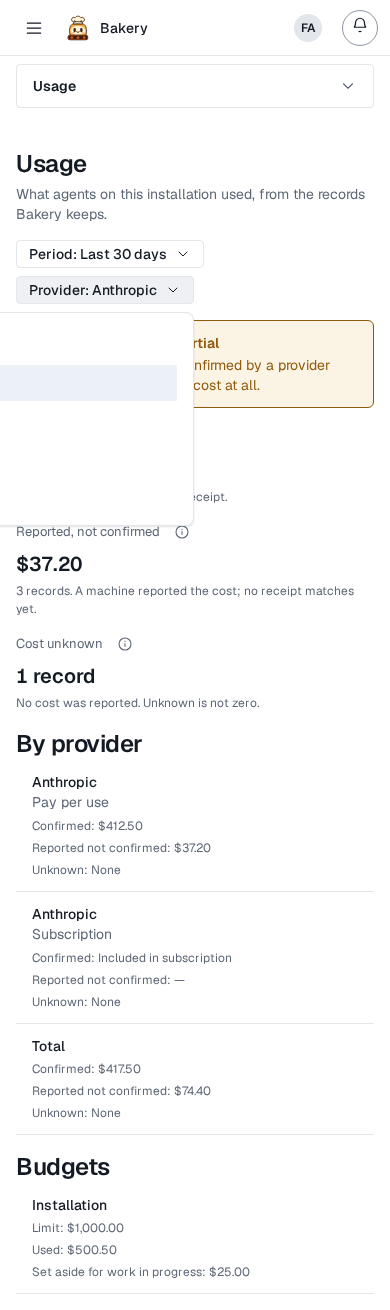 Bakery
FA
Usage
Usage
What agents on this installation used, from the records
Bakery keeps.
Period: Last 30 days
Provider: Anthropic
rtial
nfirmed by a provider
cost at all.
eceipt.
Reported, not confirmed
$37.20
3 records. A machine reported the cost; no receipt matches
yet.
Cost unknown
1 record
No cost was reported. Unknown is not zero.
By provider
Anthropic
Pay per use
Confirmed: $412.50
Reported not confirmed: $37.20
Unknown: None
Anthropic
Subscription
Confirmed: Included in subscription
Reported not confirmed: —
Unknown: None
Total
Confirmed: $417.50
Reported not confirmed: $74.40
Unknown: None
Budgets
Installation
Limit: $1,000.00
Used: $500.50
Set aside for work in progress: $25.00